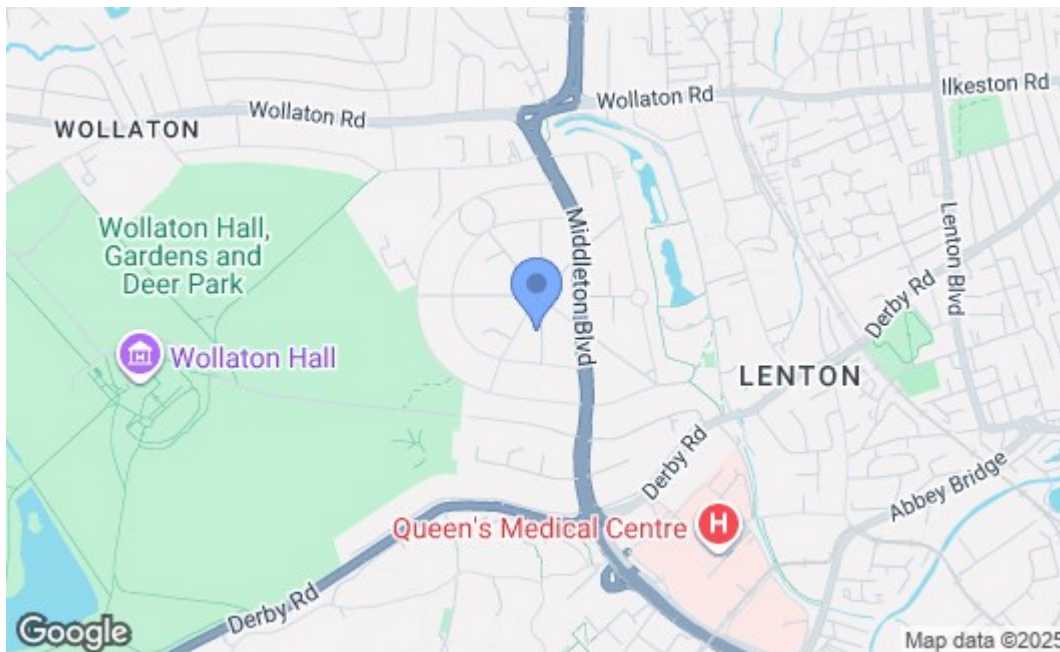 Wollaton Rd
Wollaton Rd
Ilkeston Rd
WOLLATON
Wollaton Hall,
Gardens and
Deer Park
Middleton Blvd
Lenton Blvd
Derby Rd
Wollaton Hall
LENTON
Derby Rd
Abbey Bridge
Queen's Medical Centre
H
Derby Rd
Google
Map data ©2025